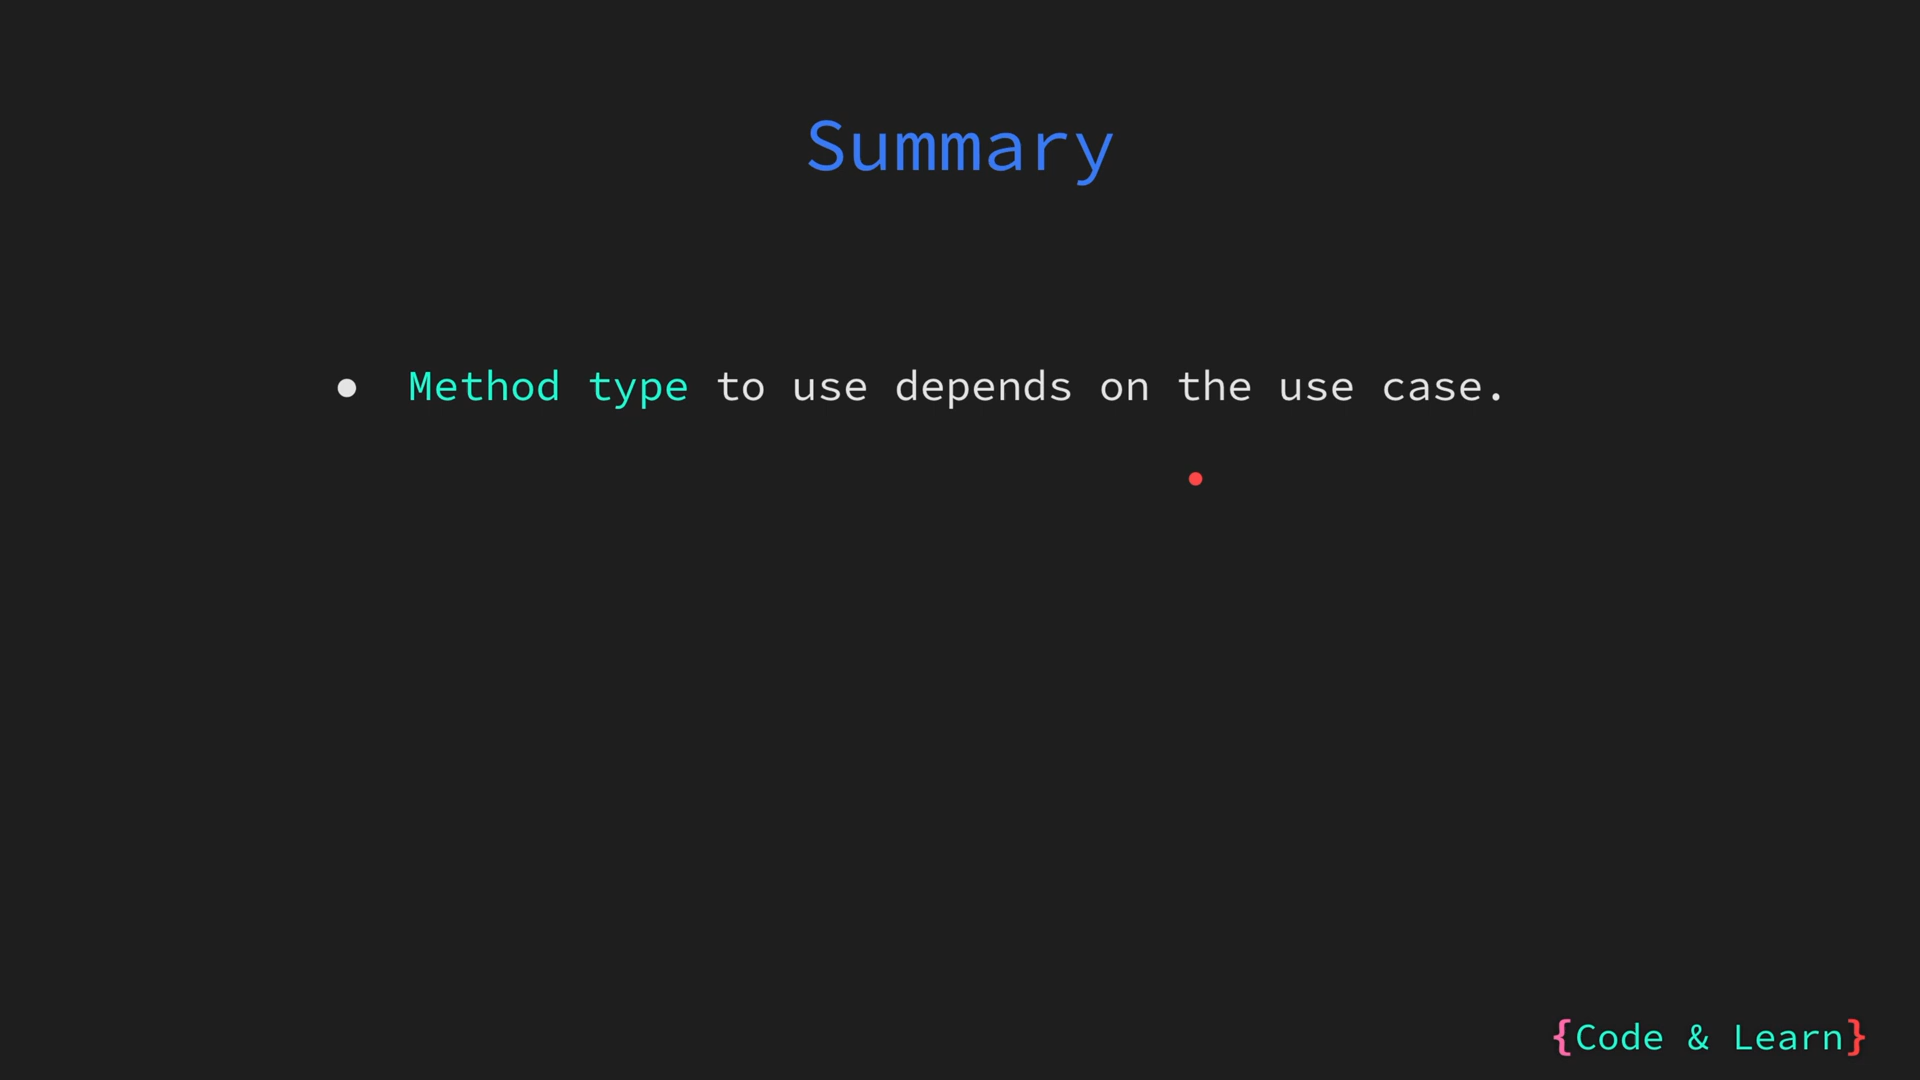 Summary
● Method type to use depends on the use case.
{Code & Learn}